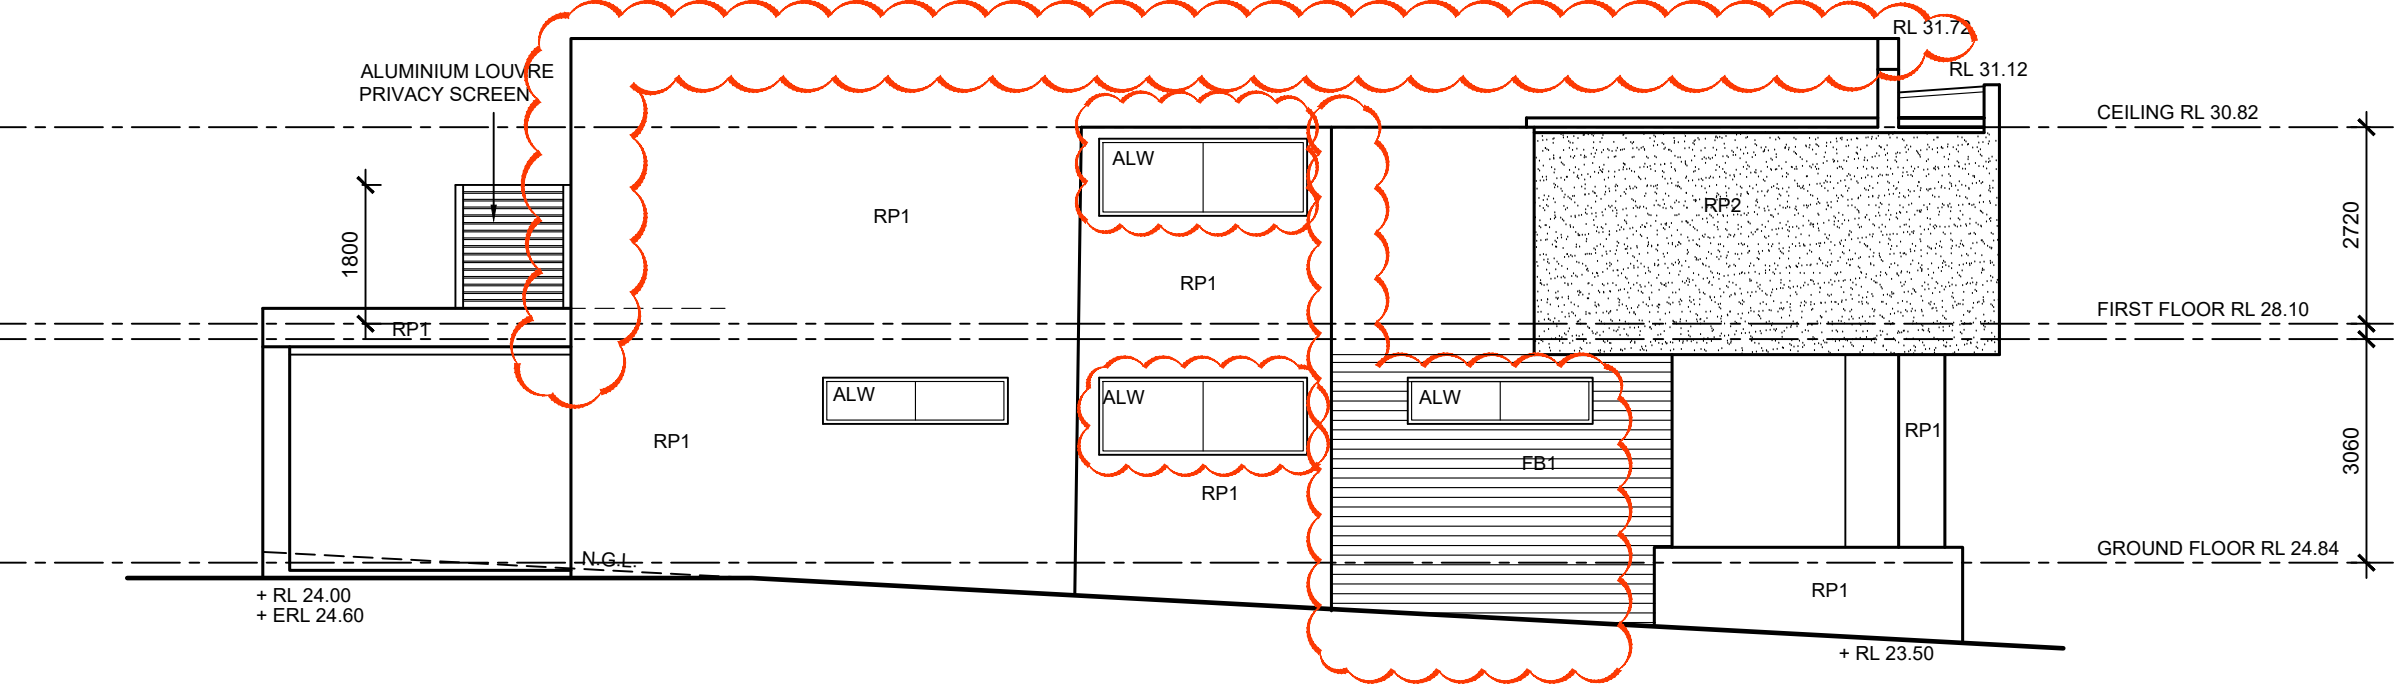 RL 31.72
ALUMINIUM LOUVRE
PRIVACY SCREEN
RL 31.12
CEILING RL 30.82
ALW
RP1
RP2
1800
2720
RP1
FIRST FLOOR RL 28.10
RP1
ALW
ALW
ALW
RP1
RP1
FB1
3060
RP1
N.G.L.
GROUND FLOOR RL 24.84
+ RL 24.00
+ ERL 24.60
RP1
+ RL 23.50